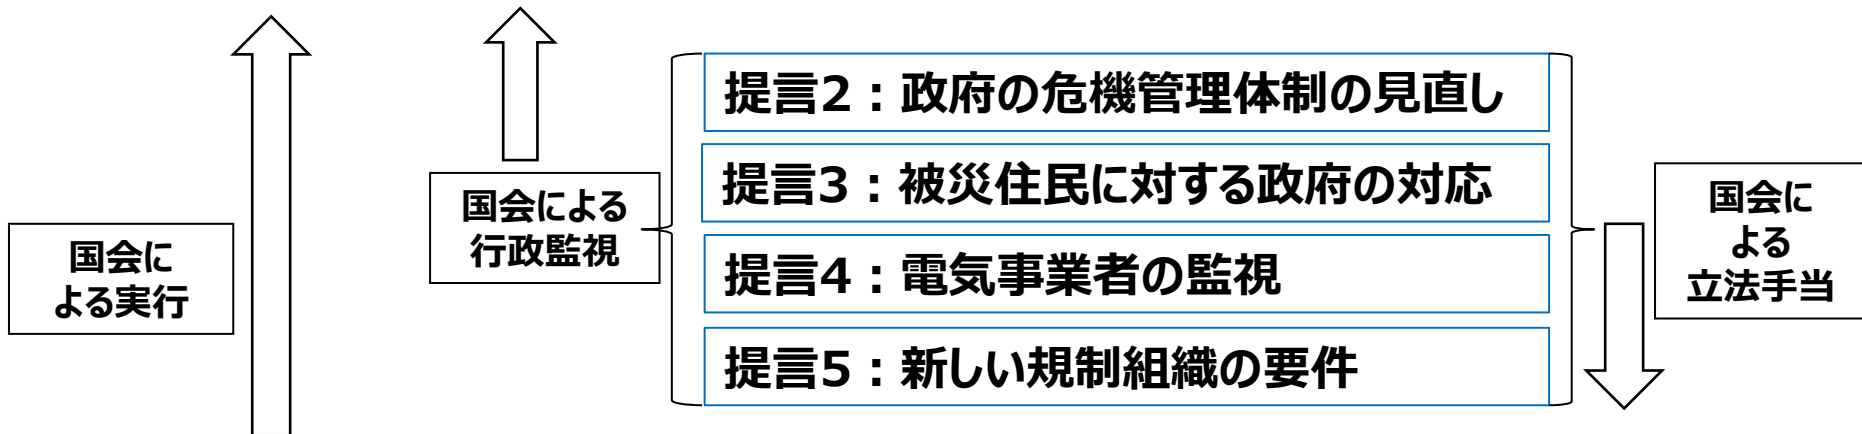 国会に
よる実行
国会による
行政監視
提言2：政府の危機管理体制の見直し
提言3：被災住民に対する政府の対応
提言4：電気事業者の監視
提言5：新しい規制組織の要件
国会に
よる
立法手当